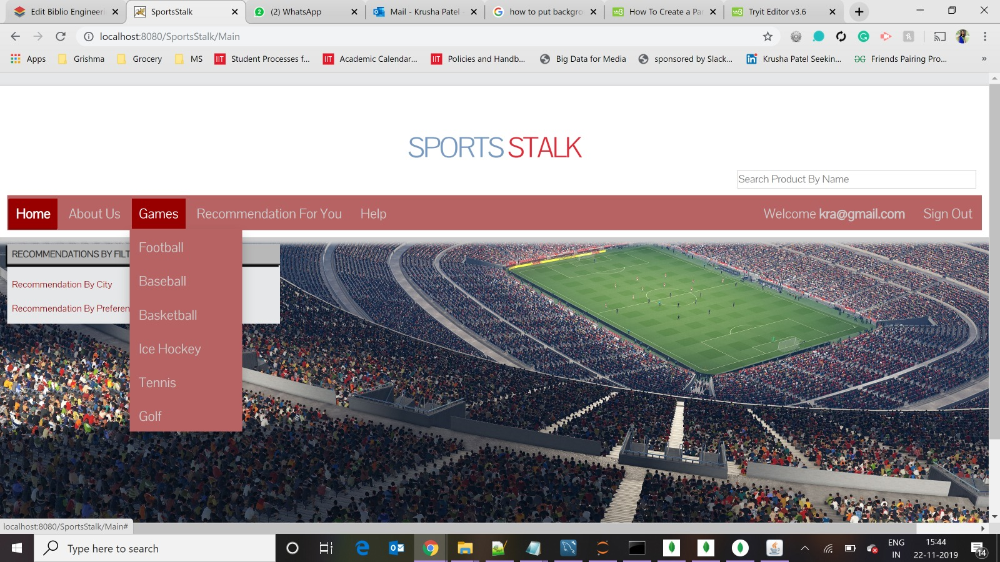 Edit Biblio Engineeri
SportsStalk
(2) WhatsApp
Mail - Krusha Patel -
how to put backgro
How To Create a Par
Tryit Editor v3.6
localhost:8080/SportsStalk/Main
Apps
Grishma
Grocery
MS
Student Processes f...
Academic Calendar...
Policies and Handb...
Big Data for Media
sponsored by Slack...
Krusha Patel Seekin...
Friends Pairing Pro...
»
SPORTS STALK
Search Product By Name
Home About Us Games Recommendation For You Help Welcome kra@gmail.com Sign Out
Football
Baseball
Basketball
Ice Hockey
Tennis
Golf
RECOMMENDATIONS BY FILT
Recommendation By City
Recommendation By Preferen
localhost:8080/SportsStalk/Main#
Type here to search
ENG
IN
15:44
22-11-2019
14